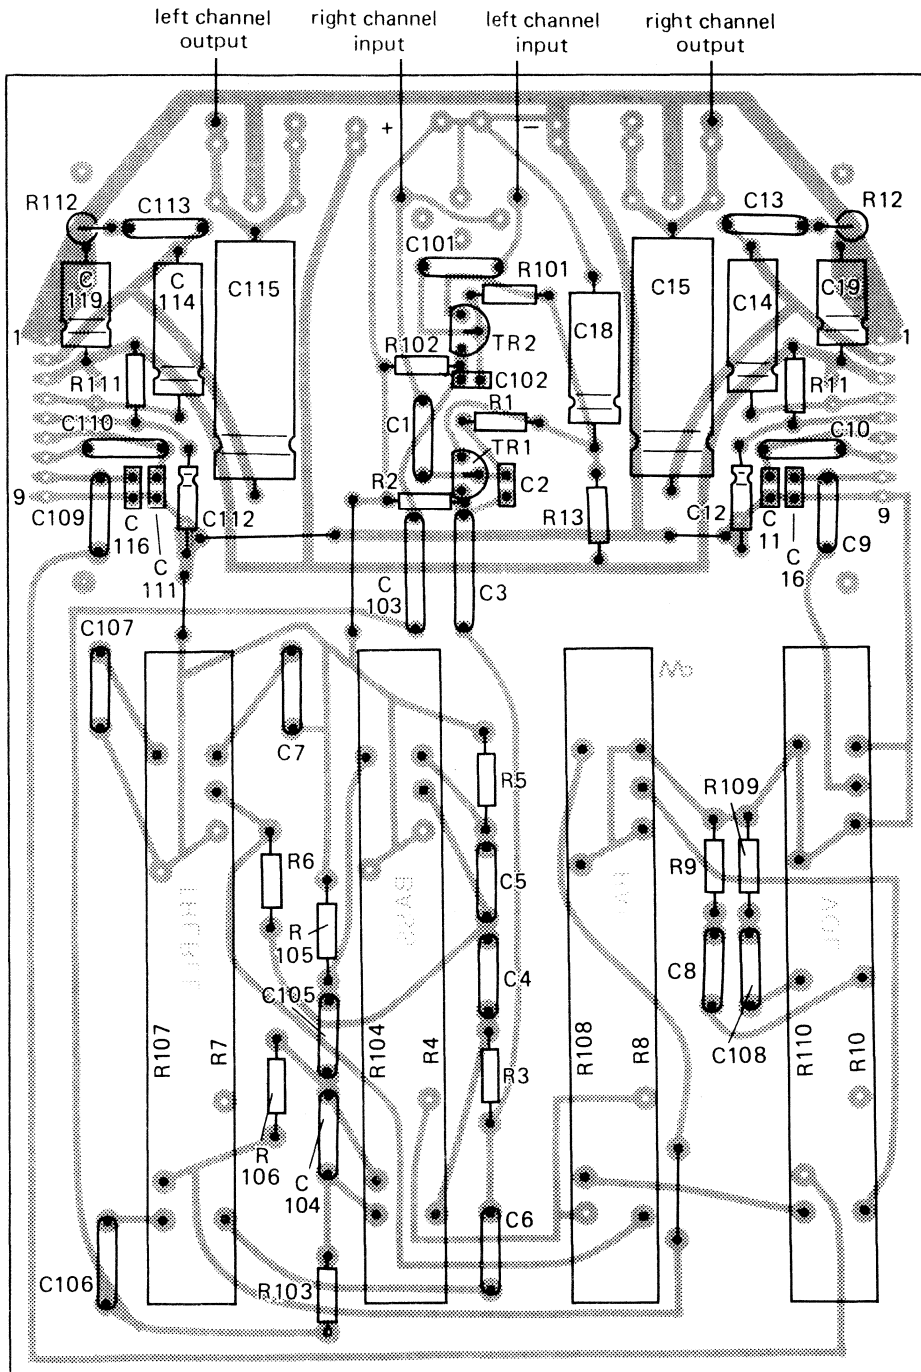 left channel
output
right channel
input
left channel
input
right channel
output
+
−
R112
C113
C13
R12
C101
R101
C
119
C
114
C115
C18
C15
C14
C19
1
TR2
1
R102
C102
R111
R11
C1
R1
C110
C10
TR1
R2
C2
9
9
C109
C
116
C
111
C112
R13
C12
C
11
C
16
C9
C
103
C3
C107
C7
R5
R109
R6
C5
R9
BASS
R
105
C105
C4
C8
C108
R107
R7
R104
R4
R3
R108
R8
R110
R10
R
106
C
104
C6
C106
R103